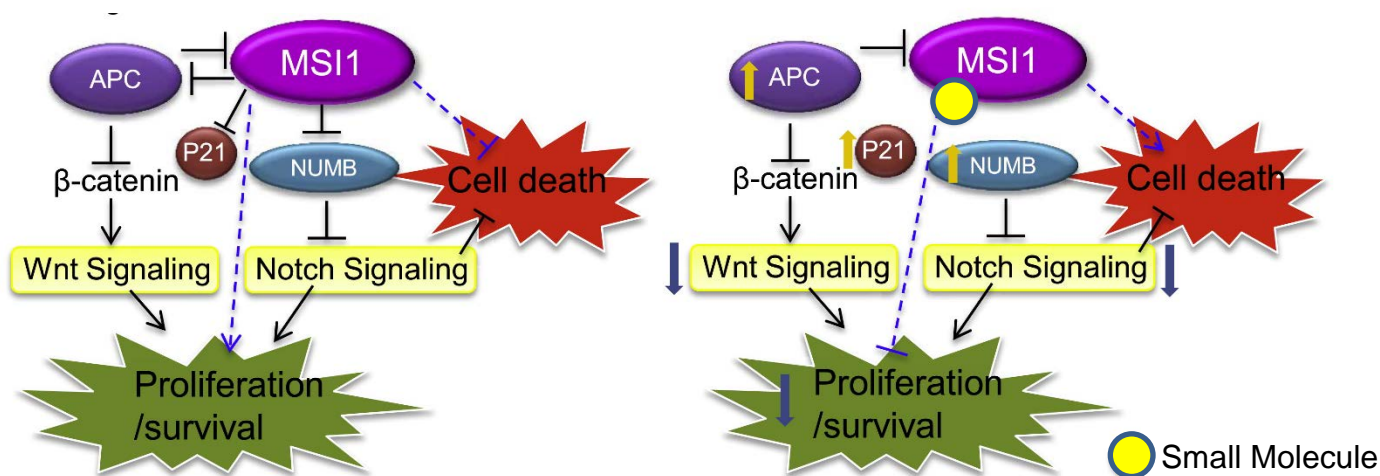 MSI1
APC
P21
NUMB
Cell death
β-catenin
Wnt Signaling
Notch Signaling
Proliferation
/survival
MSI1
APC
P21
NUMB
Cell death
β-catenin
Wnt Signaling
Notch Signaling
Proliferation
/survival
Small Molecule